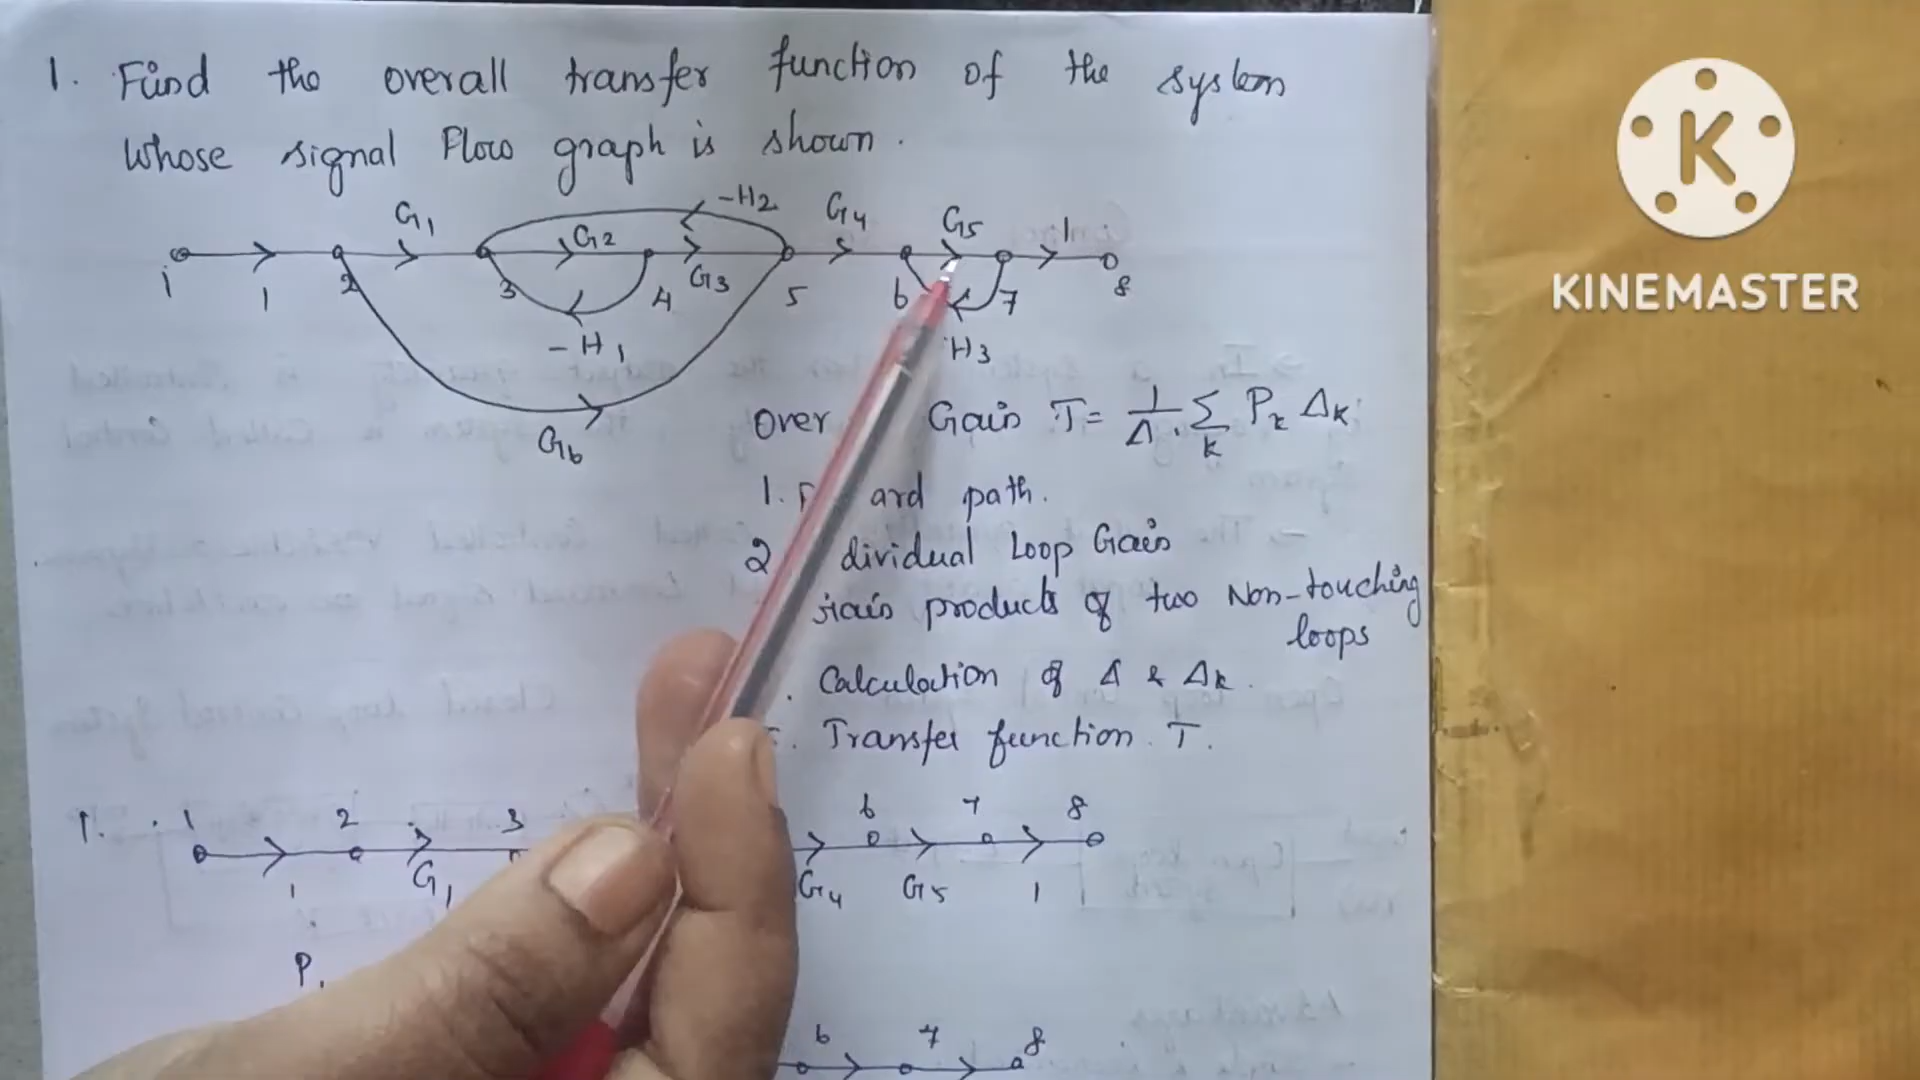 1. Find the overall transfer function of the system
whose signal Flow graph is shown.
-H2
G1 G2 G4 G5 1
1 1 2 3 4 G3 5 6 7 8
-H1 H3
G6
Over Gain T = 1/Δ . Σk Pk Δk
1. ard path.
2 dividual Loop Gain
products of two Non-touching
loops
Calculation of Δ & Δk.
Transfer function T.
1. 1 2 3 6 7 8
1 G1 G4 G5 1
P1
6 7 8
KINEMASTER